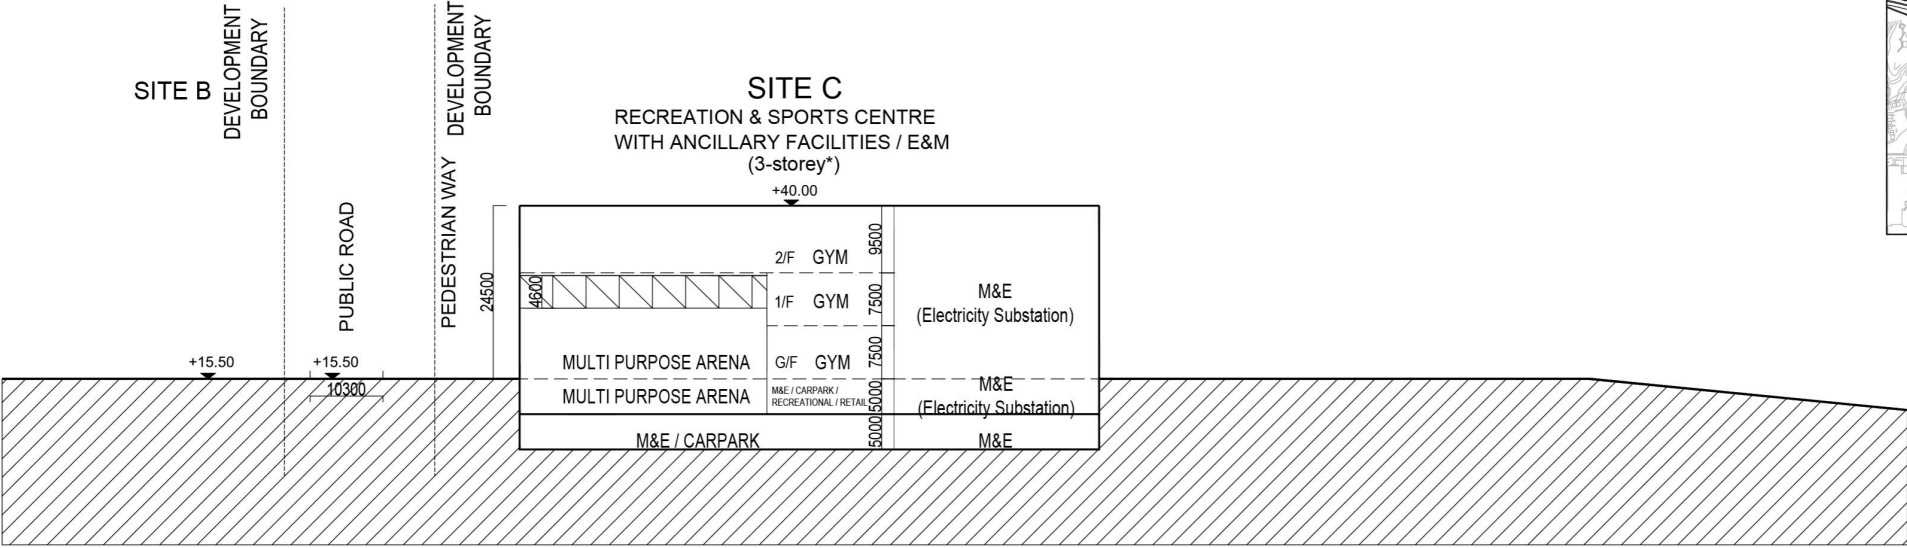 SITE B
DEVELOPMENT
BOUNDARY
DEVELOPMENT
BOUNDARY
PUBLIC ROAD
PEDESTRIAN WAY
SITE C
RECREATION & SPORTS CENTRE
WITH ANCILLARY FACILITIES / E&M
(3-storey*)
+40.00
24500
4600
2/F GYM
9500
1/F GYM
7500
M&E
(Electricity Substation)
+15.50
+15.50
10300
MULTI PURPOSE ARENA
G/F GYM
7500
MULTI PURPOSE ARENA
M&E / CARPARK /
RECREATIONAL / RETAIL
5000
M&E
(Electricity Substation)
M&E / CARPARK
5000
M&E